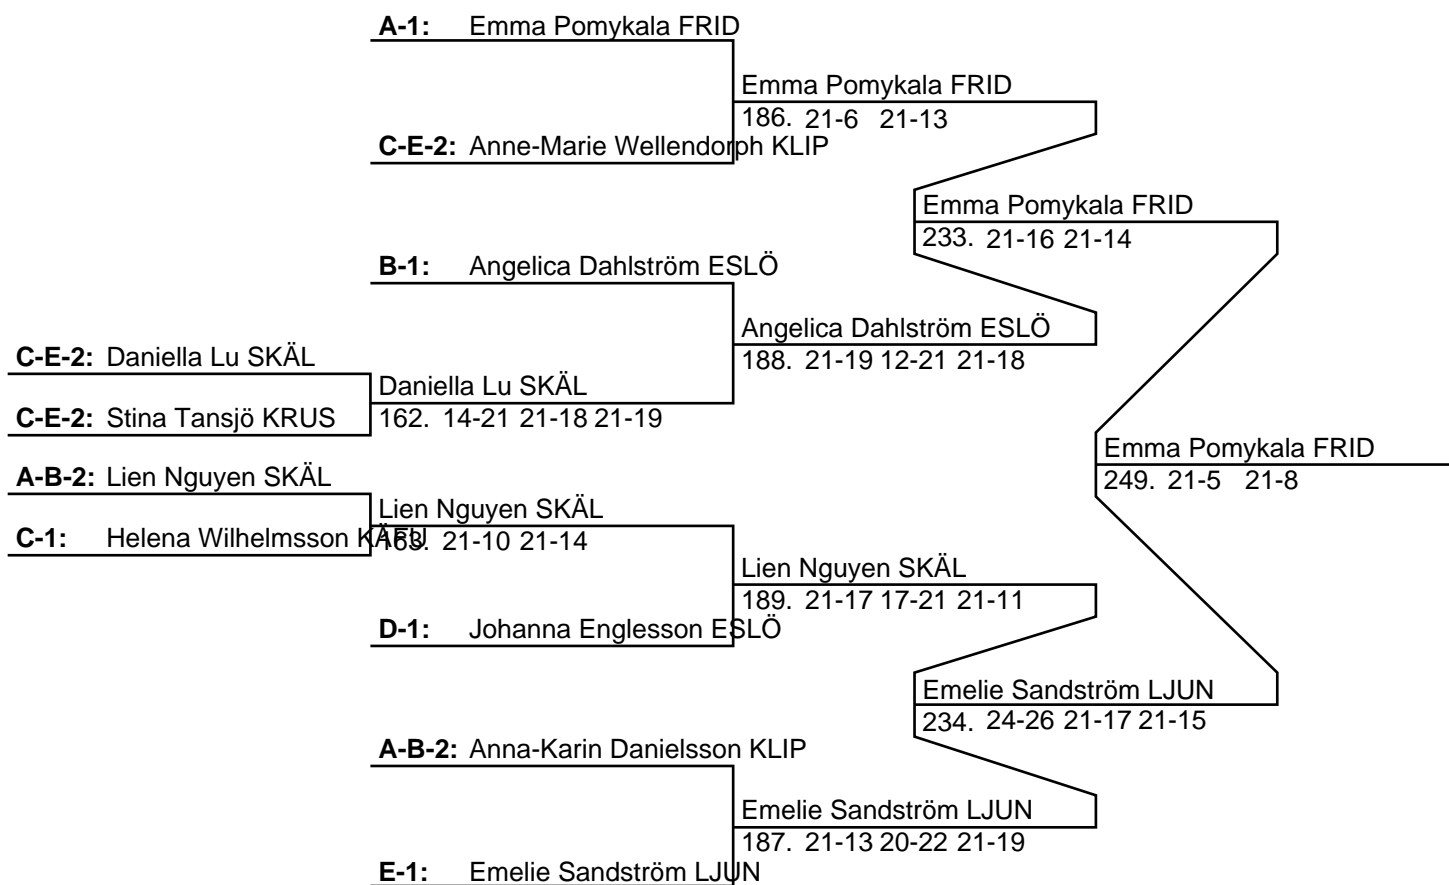 A-1: Emma Pomykala FRID
Emma Pomykala FRID
186. 21-6 21-13
C-E-2: Anne-Marie Wellendorph KLIP
Emma Pomykala FRID
233. 21-16 21-14
B-1: Angelica Dahlström ESLÖ
Angelica Dahlström ESLÖ
188. 21-19 12-21 21-18
C-E-2: Daniella Lu SKÄL
Daniella Lu SKÄL
162. 14-21 21-18 21-19
C-E-2: Stina Tansjö KRUS
Emma Pomykala FRID
249. 21-5 21-8
A-B-2: Lien Nguyen SKÄL
Lien Nguyen SKÄL
163. 21-10 21-14
C-1: Helena Wilhelmsson KÄFU
Lien Nguyen SKÄL
189. 21-17 17-21 21-11
D-1: Johanna Englesson ESLÖ
Emelie Sandström LJUN
234. 24-26 21-17 21-15
A-B-2: Anna-Karin Danielsson KLIP
Emelie Sandström LJUN
187. 21-13 20-22 21-19
E-1: Emelie Sandström LJUN